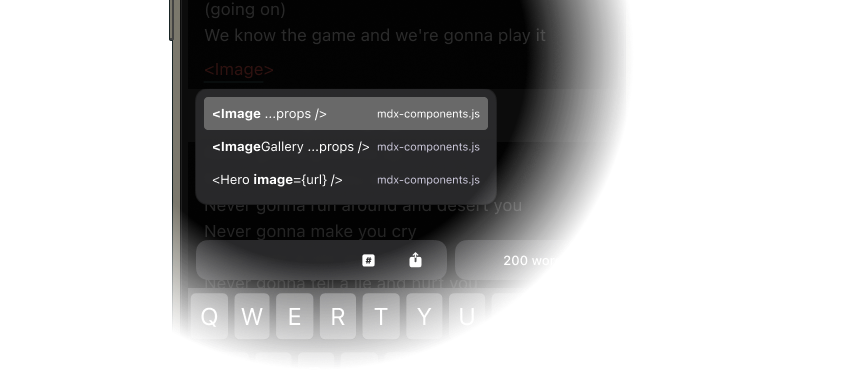 (going on)
We know the game and we're gonna play it
<Image>
<Image ...props /> mdx-components.js
<ImageGallery ...props /> mdx-components.js
<Hero image={url} /> mdx-components.js
Never gonna run around and desert you
Never gonna make you cry
# 200
Never gonna tell a lie and hurt you
Q W E R T Y U